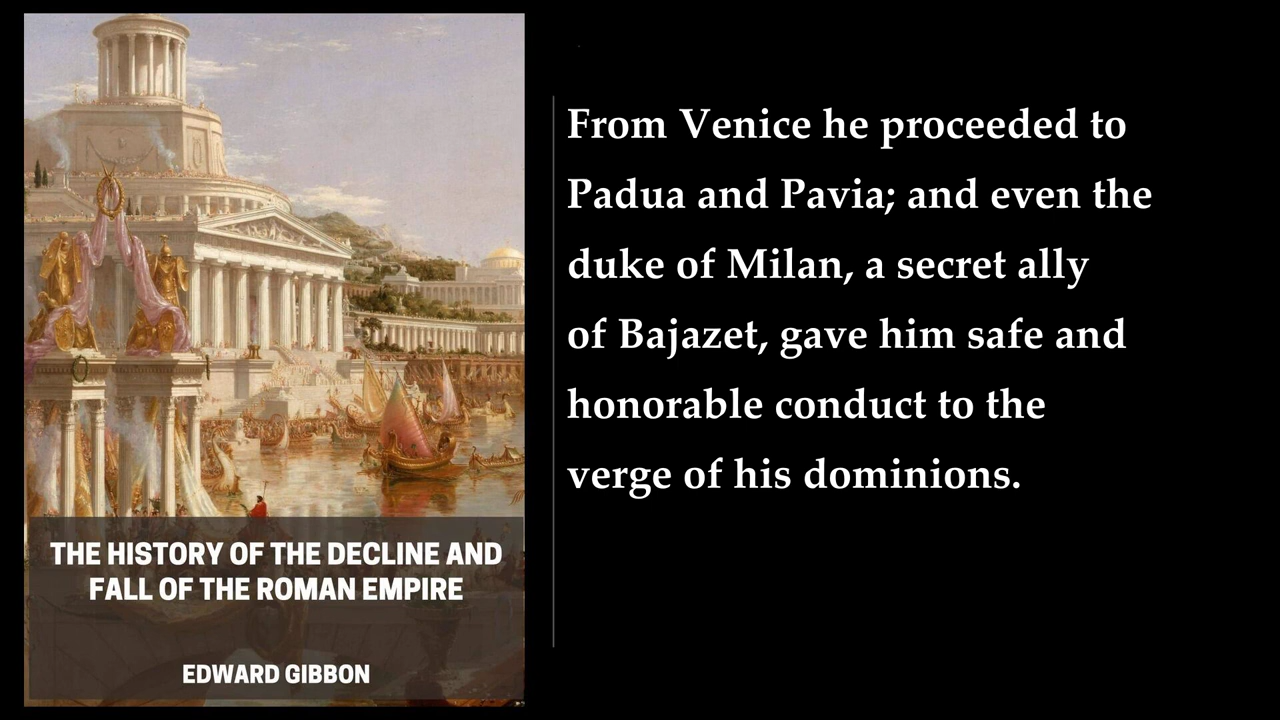 THE HISTORY OF THE DECLINE AND
FALL OF THE ROMAN EMPIRE
EDWARD GIBBON
From Venice he proceeded to
Padua and Pavia; and even the
duke of Milan, a secret ally
of Bajazet, gave him safe and
honorable conduct to the
verge of his dominions.